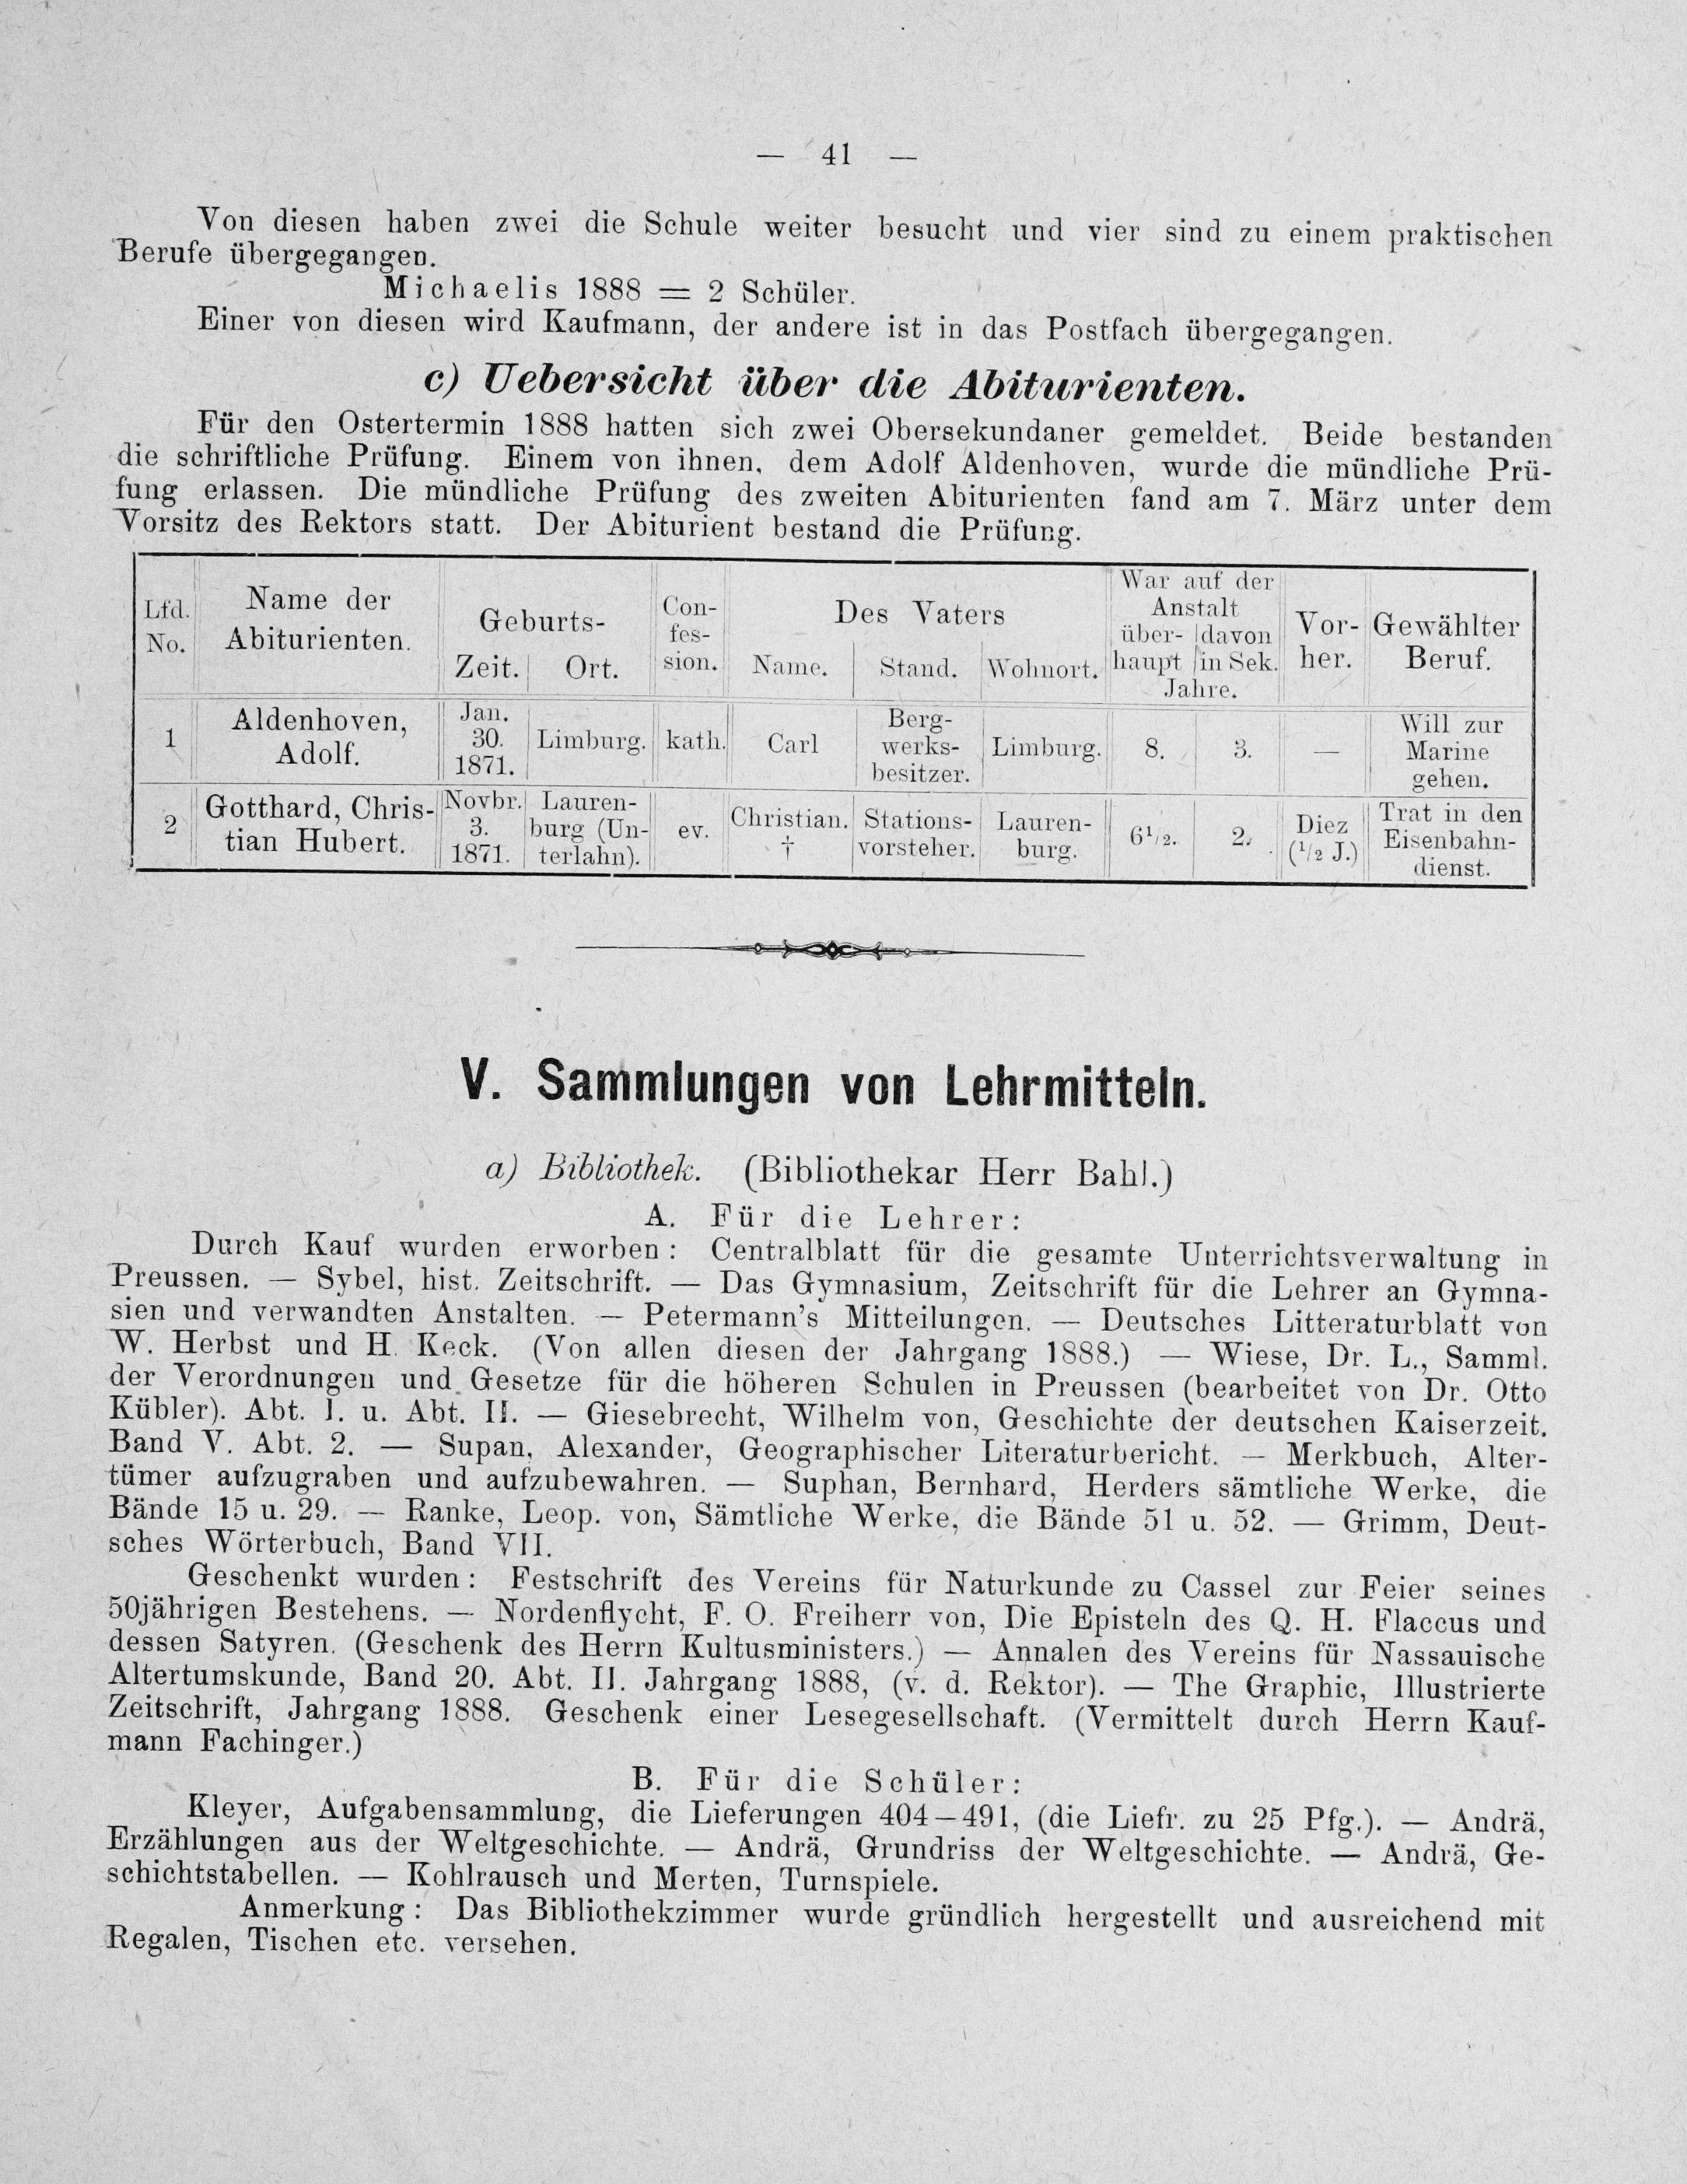 — 41 —
Von diesen haben zwei die Schule weiter besucht und vier sind zu einem praktischen
Berufe übergegangen.
Michaelis 1888 = 2 Schüler.
Einer von diesen wird Kaufmann, der andere ist in das Postfach übergegangen.
c) Uebersicht über die Abiturienten.
Für den Ostertermin 1888 hatten sich zwei Obersekundaner gemeldet. Beide bestanden
die schriftliche Prüfung. Einem von ihnen, dem Adolf Aldenhoven, wurde die mündliche Prü-
fung erlassen. Die mündliche Prüfung des zweiten Abiturienten fand am 7. März unter dem
Vorsitz des Rektors statt. Der Abiturient bestand die Prüfung.
Lfd.
No.
Name der
Abiturienten.
Geburts-
Zeit. Ort.
Con-
fes-
sion.
Des Vaters
Name. Stand. Wohnort.
War auf der
Anstalt
über- davon
haupt in Sek.
Jahre.
Vor-
her.
Gewählter
Beruf.
1
Aldenhoven,
Adolf.
Jan.
30.
1871.
Limburg.
kath.
Carl
Berg-
werks-
besitzer.
Limburg.
8.
3.
—
Will zur
Marine
gehen.
2
Gotthard, Chris-
tian Hubert.
Novbr.
3.
1871.
Lauren-
burg (Un-
terlahn).
ev.
Christian.
†
Stations-
vorsteher.
Lauren-
burg.
6¹/₂.
2.
Diez
(¹/₂ J.)
Trat in den
Eisenbahn-
dienst.
V. Sammlungen von Lehrmitteln.
a) Bibliothek. (Bibliothekar Herr Bahl.)
A. Für die Lehrer:
Durch Kauf wurden erworben: Centralblatt für die gesamte Unterrichtsverwaltung in
Preussen. — Sybel, hist. Zeitschrift. — Das Gymnasium, Zeitschrift für die Lehrer an Gymna-
sien und verwandten Anstalten. — Petermann's Mitteilungen. — Deutsches Litteraturblatt von
W. Herbst und H. Keck. (Von allen diesen der Jahrgang 1888.) — Wiese, Dr. L., Samml.
der Verordnungen und Gesetze für die höheren Schulen in Preussen (bearbeitet von Dr. Otto
Kübler). Abt. I. u. Abt. II. — Giesebrecht, Wilhelm von, Geschichte der deutschen Kaiserzeit.
Band V. Abt. 2. — Supan, Alexander, Geographischer Literaturbericht. — Merkbuch, Alter-
tümer aufzugraben und aufzubewahren. — Suphan, Bernhard, Herders sämtliche Werke, die
Bände 15 u. 29. — Ranke, Leop. von, Sämtliche Werke, die Bände 51 u. 52. — Grimm, Deut-
sches Wörterbuch, Band VII.
Geschenkt wurden: Festschrift des Vereins für Naturkunde zu Cassel zur Feier seines
50jährigen Bestehens. — Nordenflycht, F. O. Freiherr von, Die Episteln des Q. H. Flaccus und
dessen Satyren. (Geschenk des Herrn Kultusministers.) — Annalen des Vereins für Nassauische
Altertumskunde, Band 20. Abt. II. Jahrgang 1888, (v. d. Rektor). — The Graphic, Illustrierte
Zeitschrift, Jahrgang 1888. Geschenk einer Lesegesellschaft. (Vermittelt durch Herrn Kauf-
mann Fachinger.)
B. Für die Schüler:
Kleyer, Aufgabensammlung, die Lieferungen 404–491, (die Liefr. zu 25 Pfg.). — Andrä,
Erzählungen aus der Weltgeschichte. — Andrä, Grundriss der Weltgeschichte. — Andrä, Ge-
schichtstabellen. — Kohlrausch und Merten, Turnspiele.
Anmerkung: Das Bibliothekzimmer wurde gründlich hergestellt und ausreichend mit
Regalen, Tischen etc. versehen.